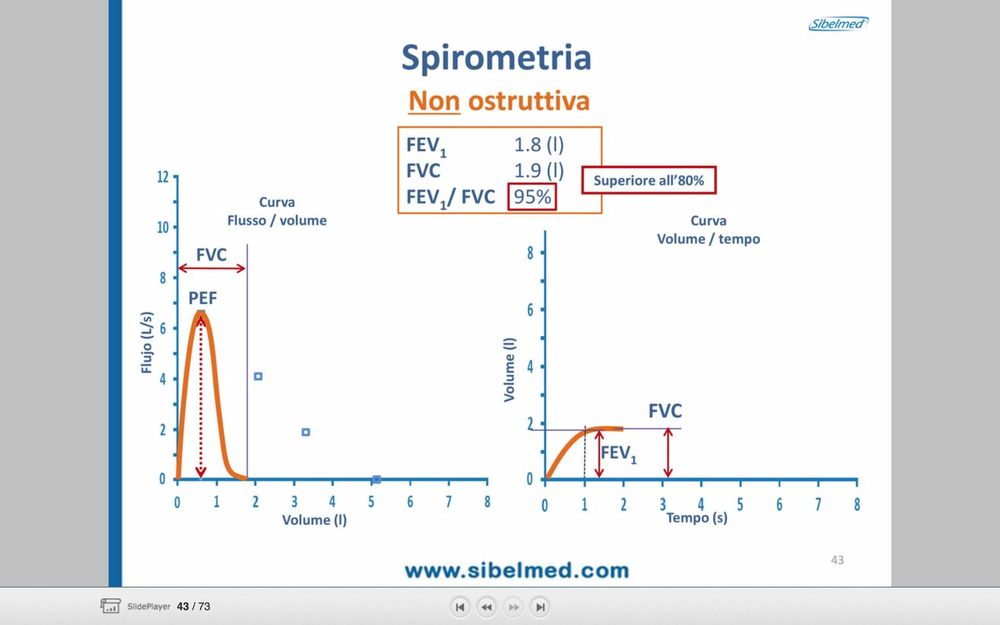 Sibelmed
Spirometria
Non ostruttiva
FEV1 1.8 (l)
FVC 1.9 (l)
FEV1/ FVC 95%
Superiore all'80%
Curva
Flusso / volume
FVC
PEF
Flujo (L/s)
12
10
8
6
4
2
0
0 1 2 3 4 5 6 7 8
Volume (l)
Curva
Volume / tempo
Volume (l)
8
6
4
2
0
FVC
FEV1
0 1 2 3 4 5 6 7 8
Tempo (s)
43
www.sibelmed.com
SlidePlayer 43 / 73